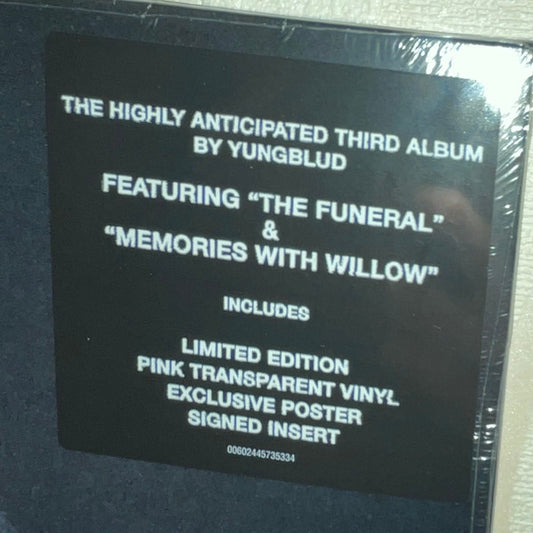 THE HIGHLY ANTICIPATED THIRD ALBUM
BY YUNGBLUD
FEATURING “THE FUNERAL”
&
“MEMORIES WITH WILLOW”
INCLUDES
LIMITED EDITION
PINK TRANSPARENT VINYL
EXCLUSIVE POSTER
SIGNED INSERT
00602445735334